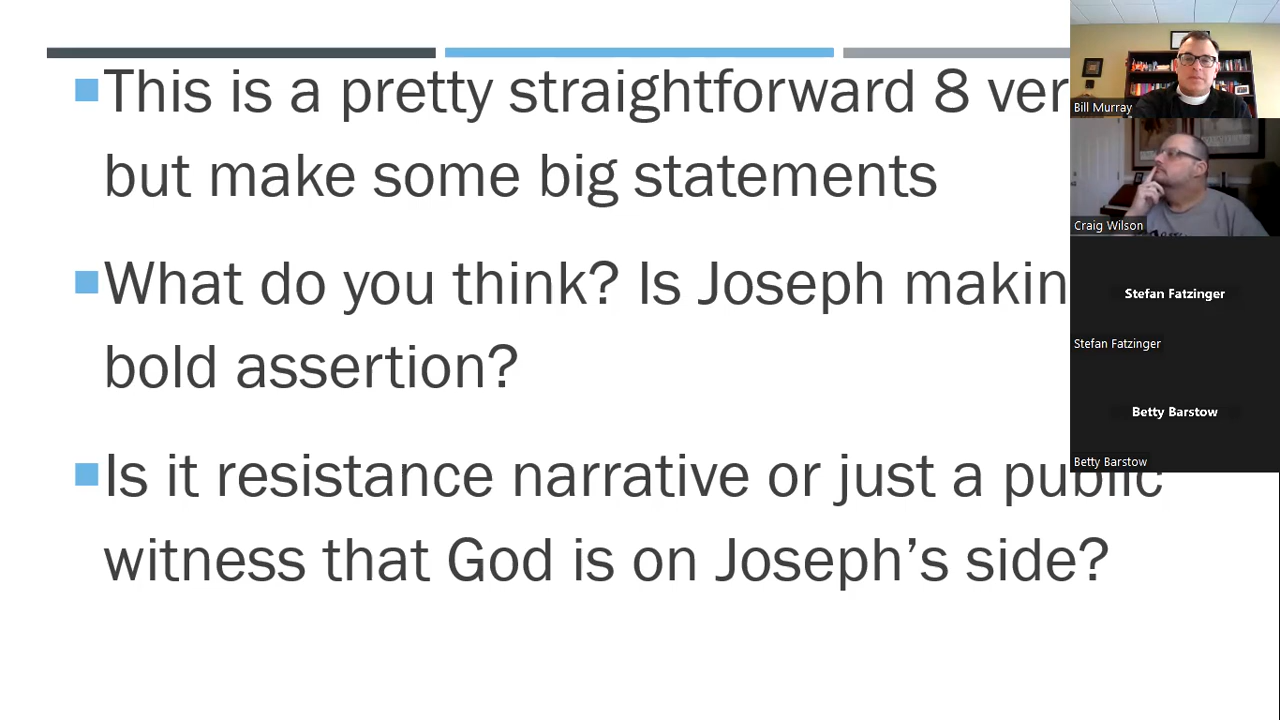 This is a pretty straightforward 8
but make some big statements
What do you think? Is Joseph
bold assertion?
Is it resistance narrative or just a public
witness that God is on Joseph’s side?
Bill Murray
Craig Wilson
Stefan Fatzinger
Stefan Fatzinger
Betty Barstow
Betty Barstow